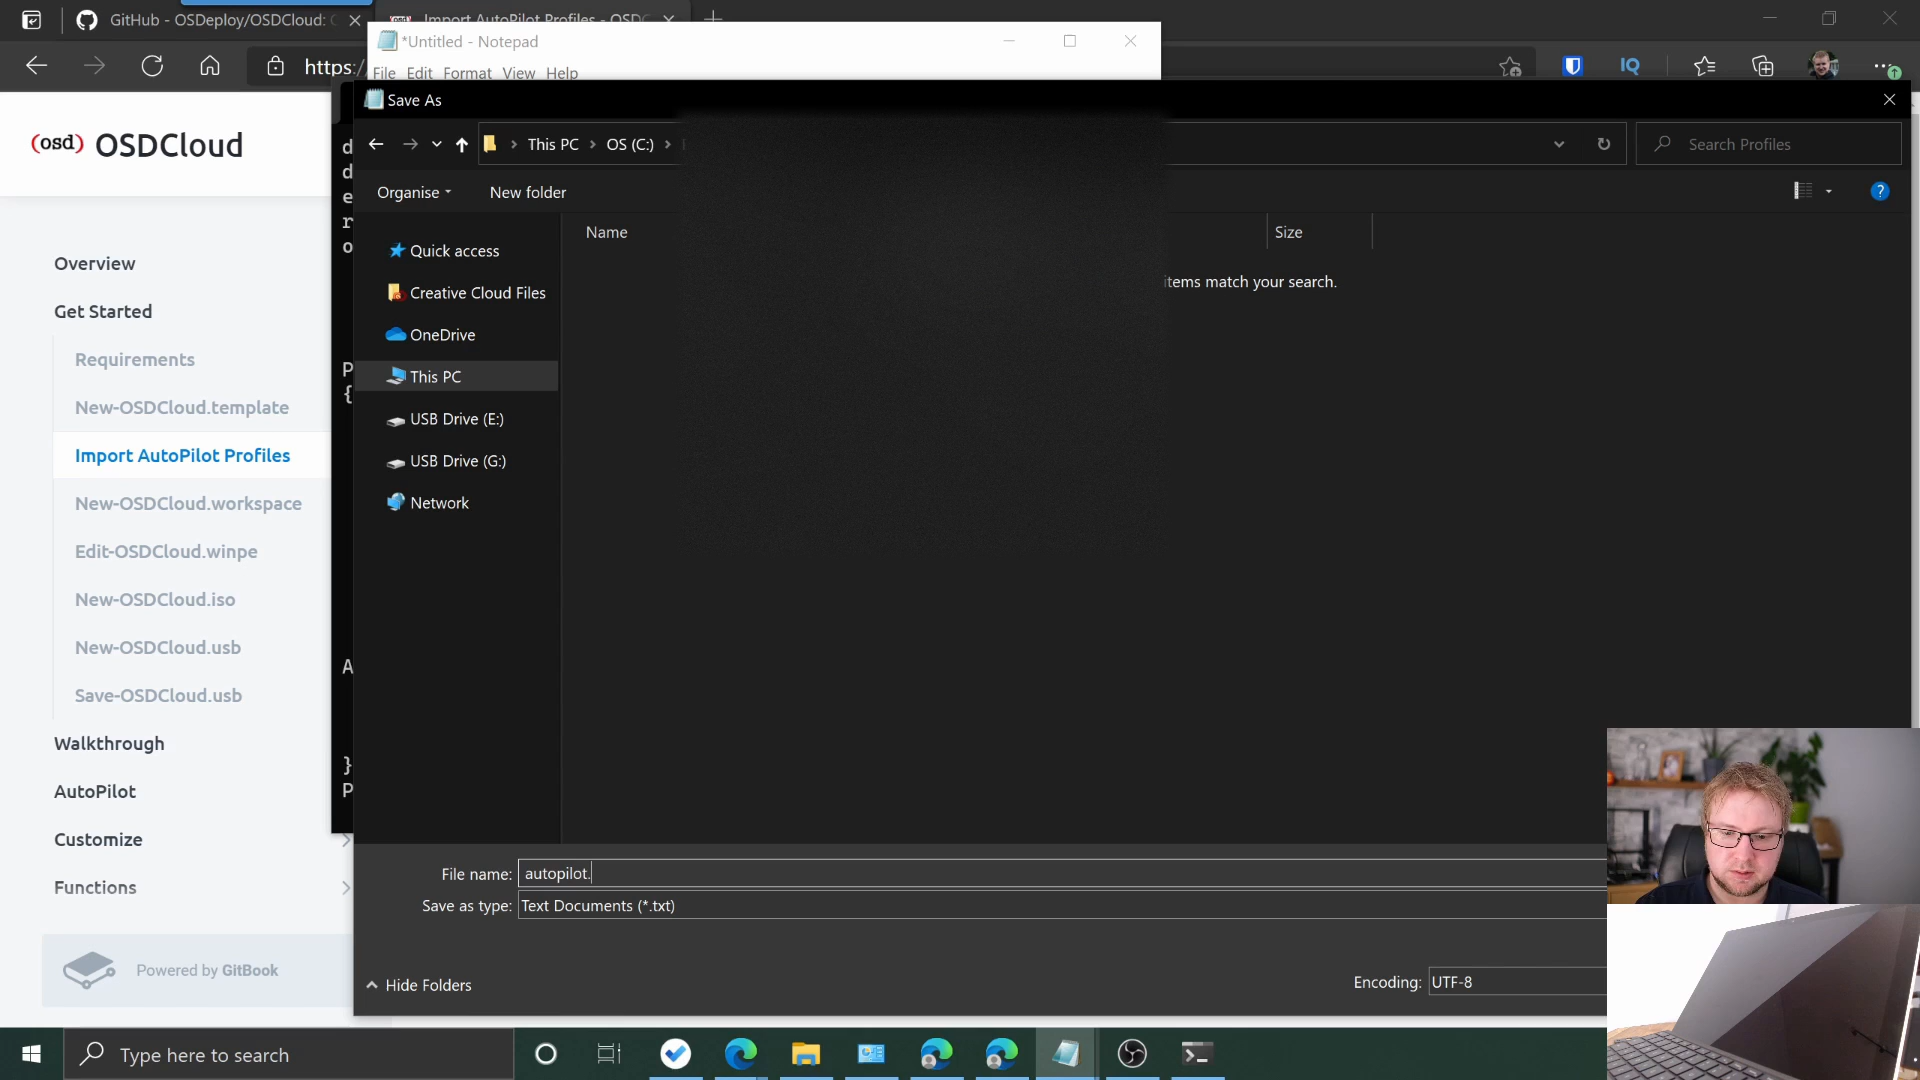 GitHub - OSDeploy/OSDCloud:
Import AutoPilot Profiles - OSDC
https:/
*Untitled - Notepad
File Edit Format View Help
Save As
This PC > OS (C:) >
Search Profiles
Organise
New folder
Name
Size
items match your search.
Quick access
Creative Cloud Files
OneDrive
This PC
USB Drive (E:)
USB Drive (G:)
Network
File name: autopilot.
Save as type: Text Documents (*.txt)
Hide Folders
Encoding: UTF-8
(osd) OSDCloud
Overview
Get Started
Requirements
New-OSDCloud.template
Import AutoPilot Profiles
New-OSDCloud.workspace
Edit-OSDCloud.winpe
New-OSDCloud.iso
New-OSDCloud.usb
Save-OSDCloud.usb
Walkthrough
AutoPilot
Customize
Functions
Powered by GitBook
d
d
e
r
o
P
{
A
}
P
IQ
Type here to search